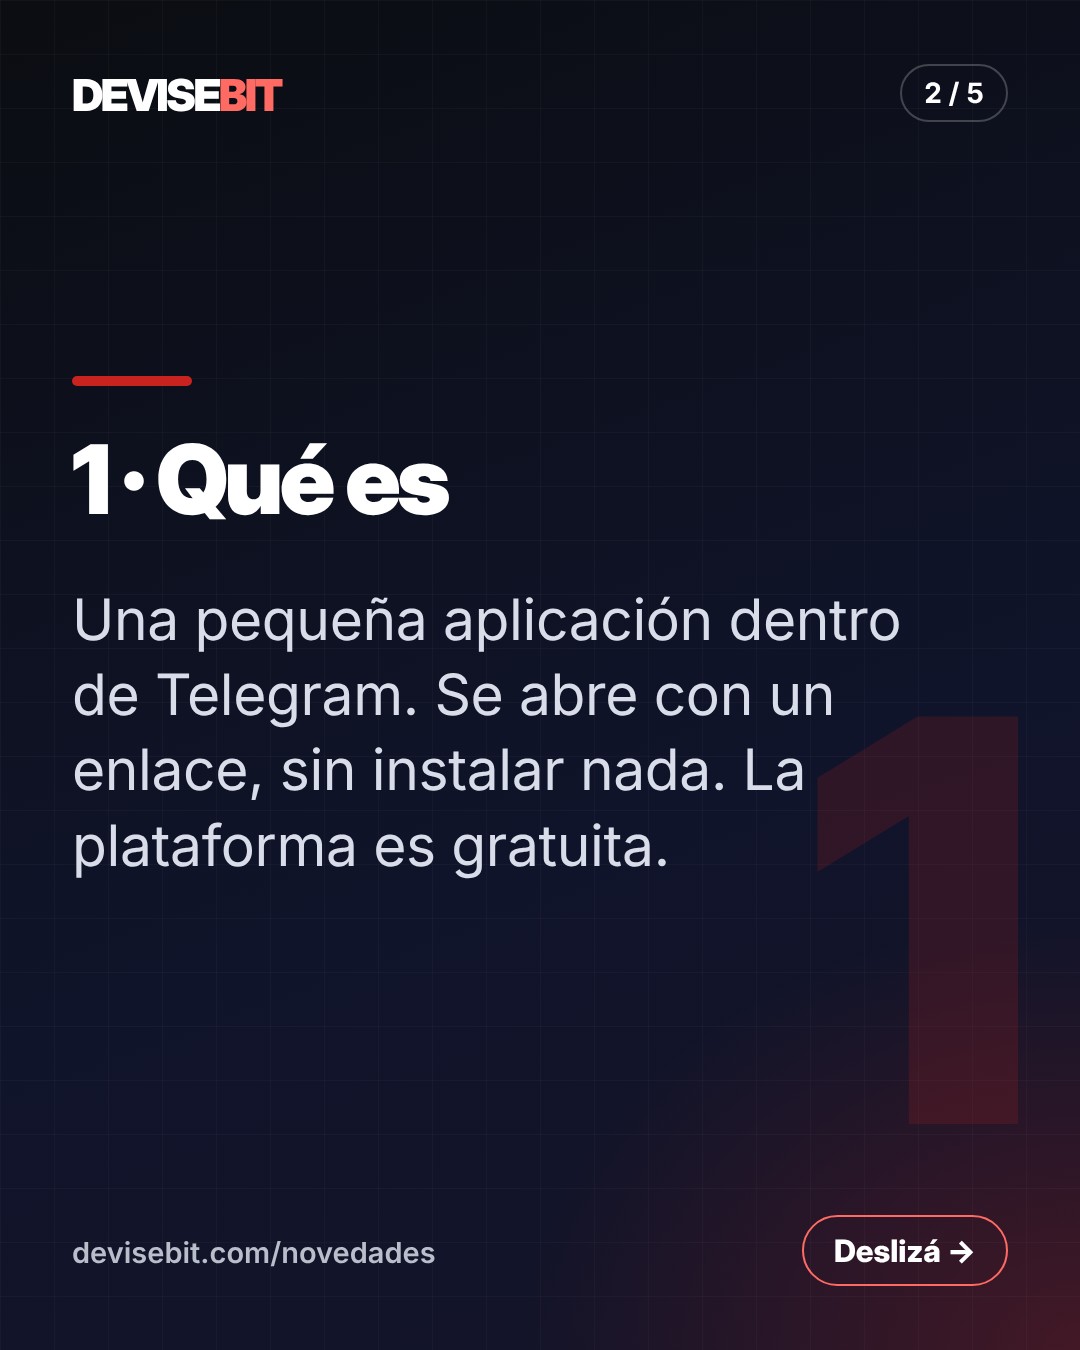 DEVISEBIT
2 / 5
1 · Qué es
Una pequeña aplicación dentro
de Telegram. Se abre con un
enlace, sin instalar nada. La
plataforma es gratuita.
1
devisebit.com/novedades
Deslizá →